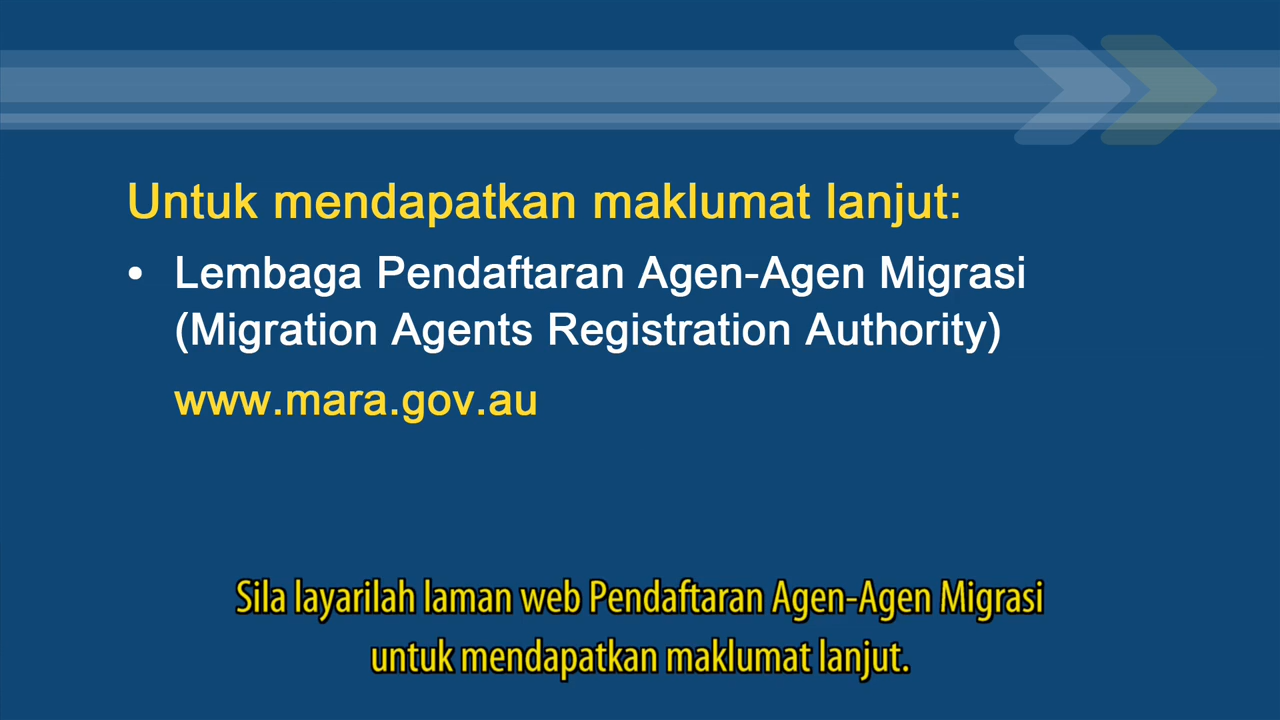 Untuk mendapatkan maklumat lanjut:
• Lembaga Pendaftaran Agen-Agen Migrasi
(Migration Agents Registration Authority)
www.mara.gov.au
Sila layarilah laman web Pendaftaran Agen-Agen Migrasi
untuk mendapatkan maklumat lanjut.